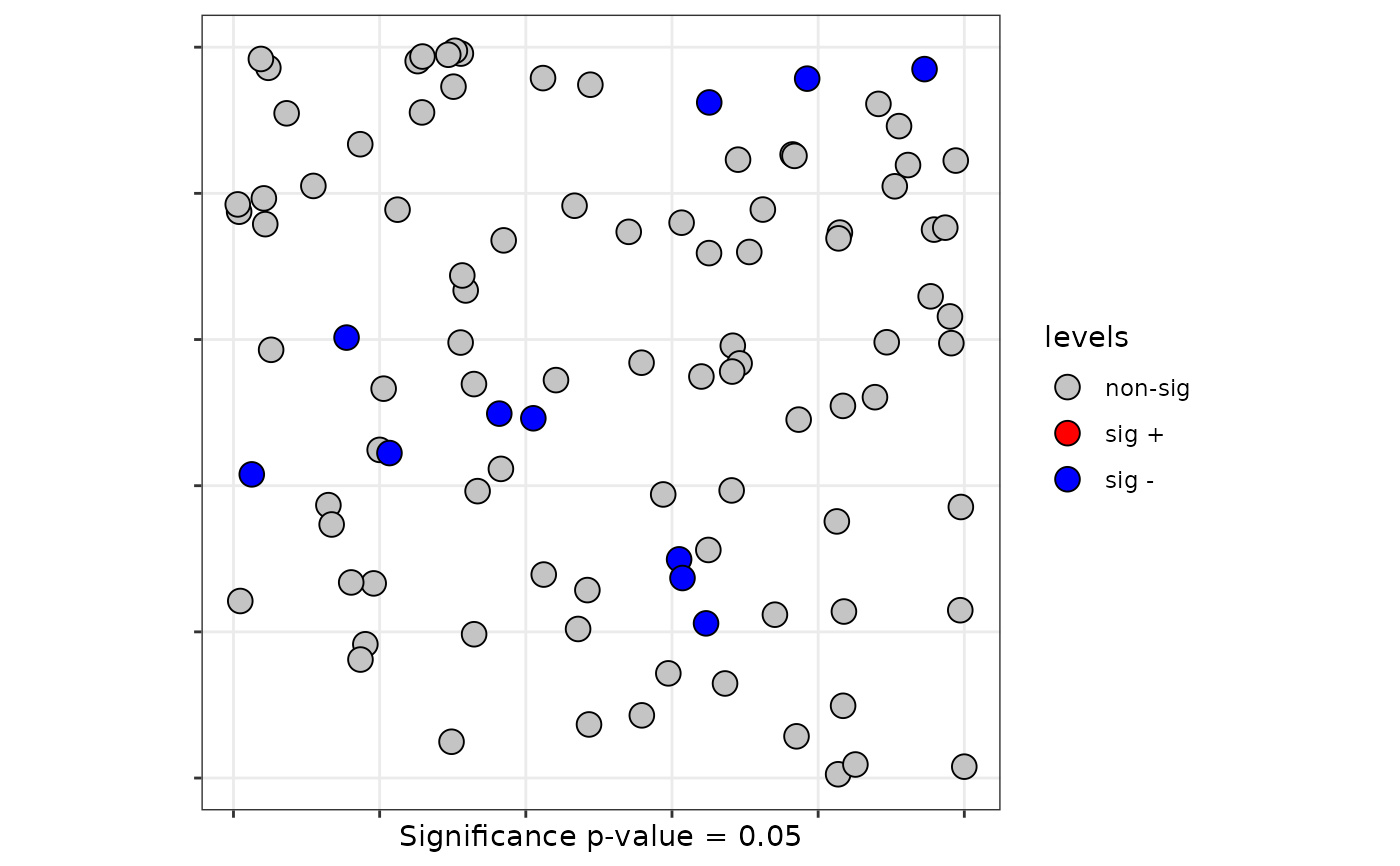 levels
non-sig
sig +
sig -
Significance p-value = 0.05